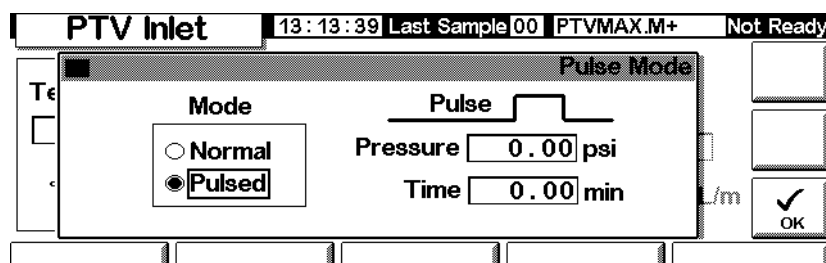 PTV Inlet 13:13:39 Last Sample 00 PTVMAX.M+ Not Ready
Pulse Mode
Te
Mode Pulse
Normal Pressure 0.00 psi
Pulsed Time 0.00 min
L/m
OK